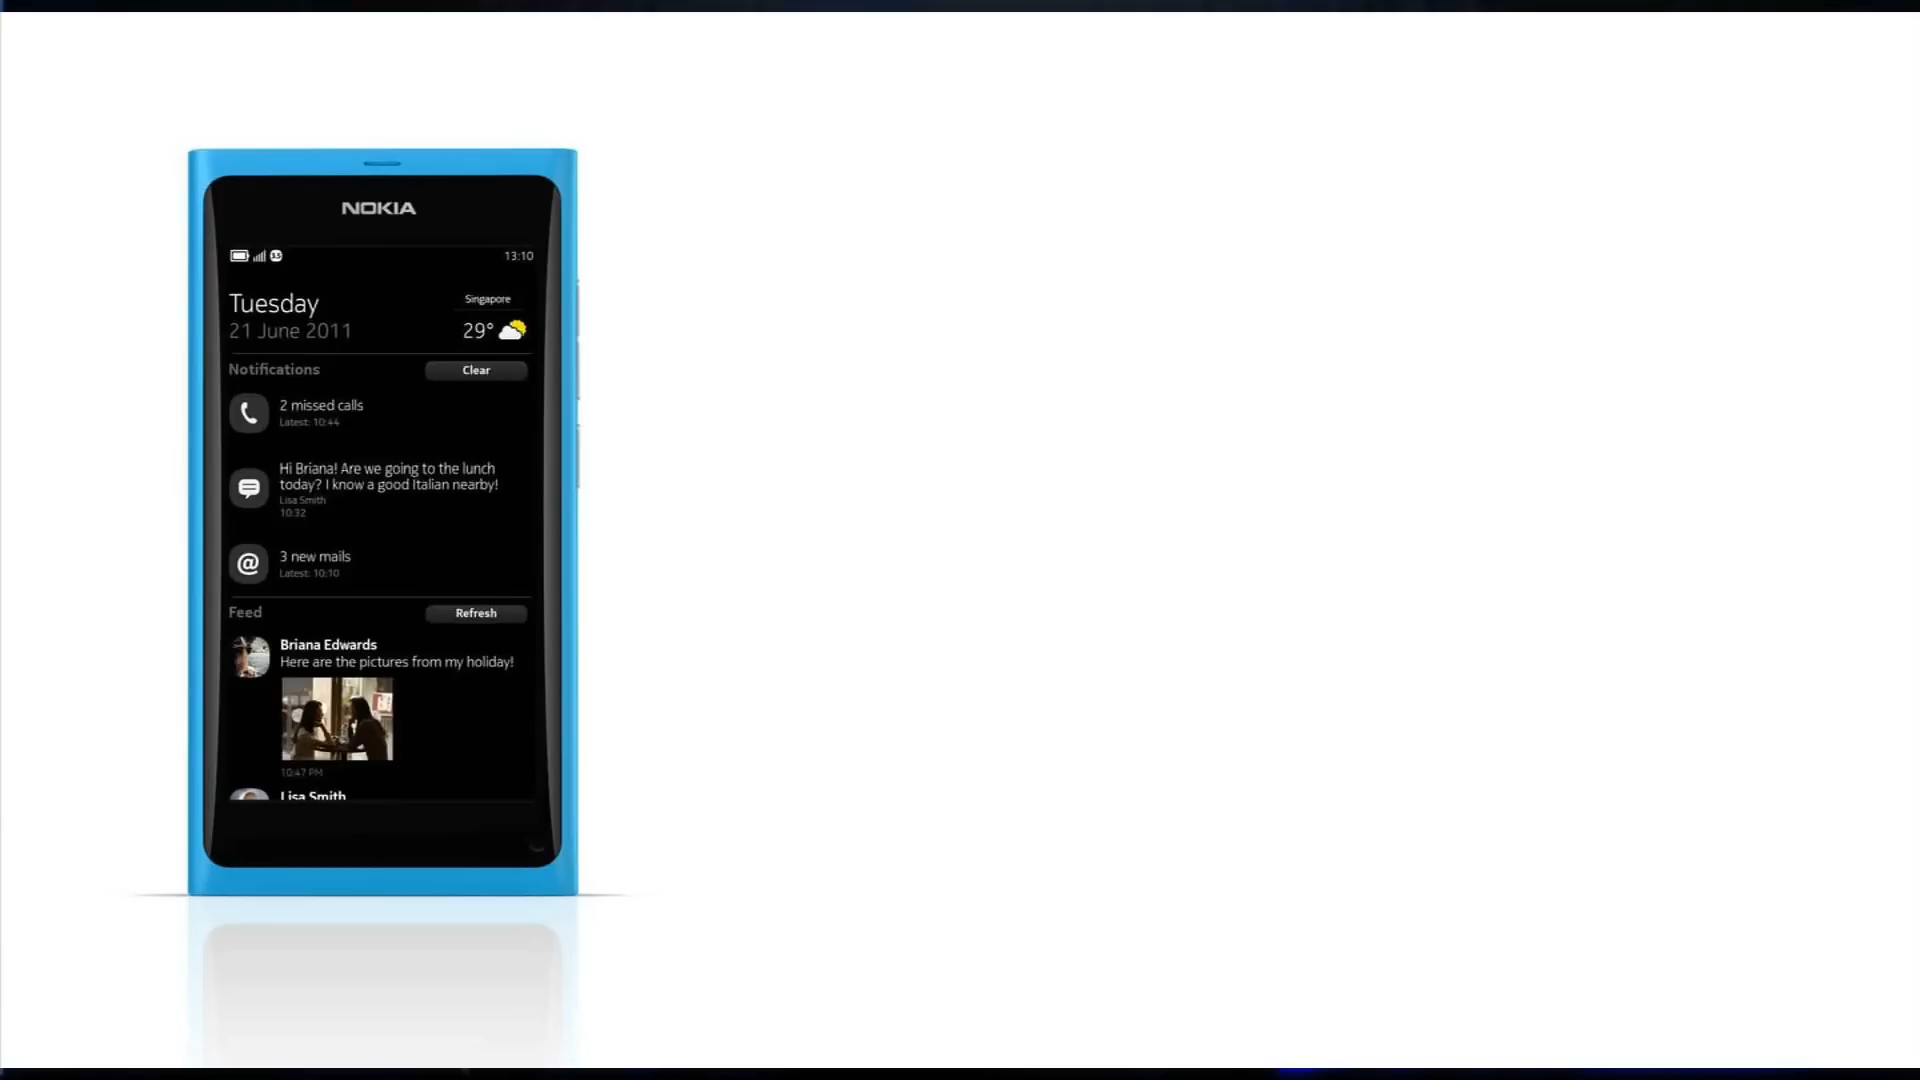 NOKIA
3.5
13:10
Tuesday
Singapore
21 June 2011
29°
Notifications
Clear
2 missed calls
Latest: 10:44
Hi Briana! Are we going to the lunch
today? I know a good Italian nearby!
Lisa Smith
10:32
@
3 new mails
Latest: 10:10
Feed
Refresh
Briana Edwards
Here are the pictures from my holiday!
10:47 PM
Lisa Smith